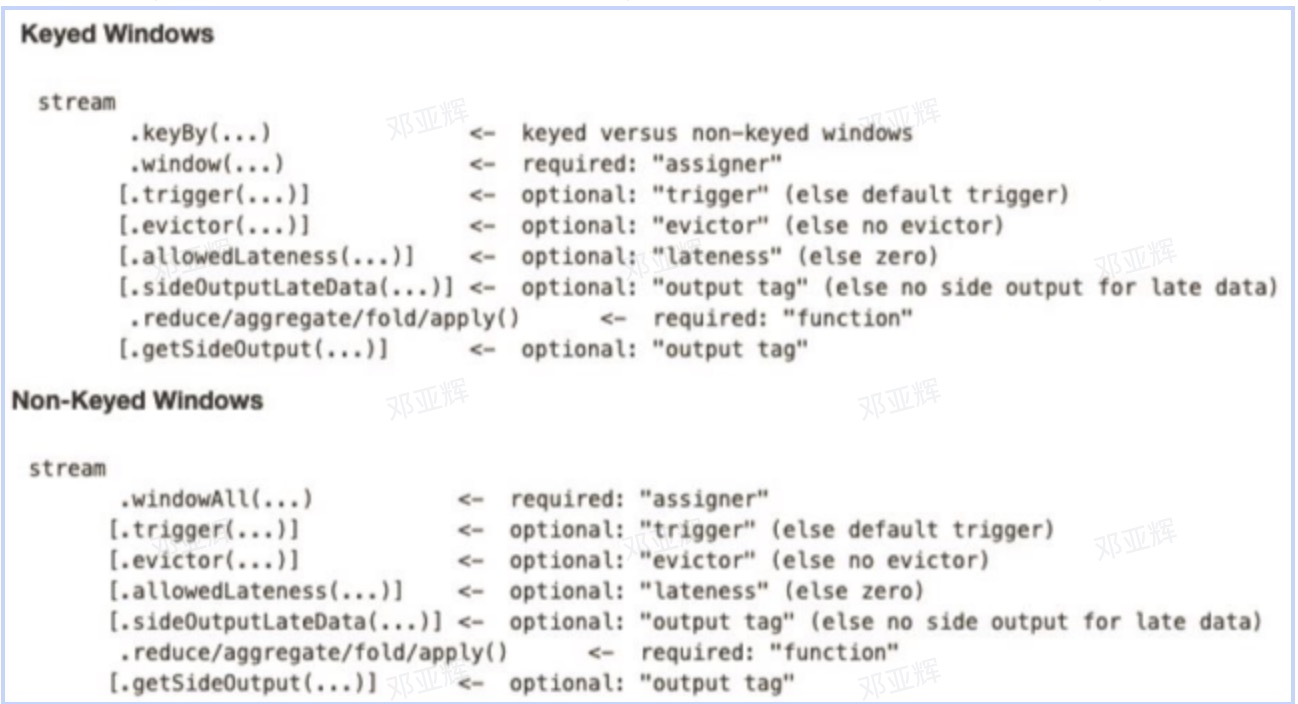 Keyed Windows
stream
.keyBy(...) <- keyed versus non-keyed windows
.window(...) <- required: "assigner"
[.trigger(...)] <- optional: "trigger" (else default trigger)
[.evictor(...)] <- optional: "evictor" (else no evictor)
[.allowedLateness(...)] <- optional: "lateness" (else zero)
[.sideOutputLateData(...)] <- optional: "output tag" (else no side output for late data)
.reduce/aggregate/fold/apply() <- required: "function"
[.getSideOutput(...)] <- optional: "output tag"
Non-Keyed Windows
stream
.windowAll(...) <- required: "assigner"
[.trigger(...)] <- optional: "trigger" (else default trigger)
[.evictor(...)] <- optional: "evictor" (else no evictor)
[.allowedLateness(...)] <- optional: "lateness" (else zero)
[.sideOutputLateData(...)] <- optional: "output tag" (else no side output for late data)
.reduce/aggregate/fold/apply() <- required: "function"
[.getSideOutput(...)] <- optional: "output tag"
邓亚辉
邓亚辉
邓亚辉
邓亚辉
邓亚辉
邓亚辉
邓亚辉
邓亚辉
邓亚辉
邓亚辉
邓亚辉
邓亚辉